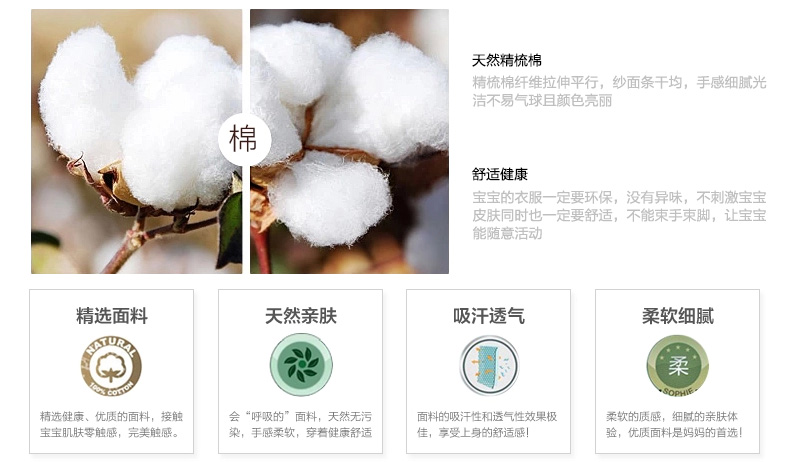 棉
天然精梳棉
精梳棉纤维拉伸平行，纱面条干均，手感细腻光
洁不易气球且颜色亮丽
舒适健康
宝宝的衣服一定要环保，没有异味，不刺激宝宝
皮肤同时也一定要舒适，不能束手束脚，让宝宝
能随意活动
精选面料
NATURAL
100% COTTON
精选健康、优质的面料，接触
宝宝肌肤零触感，完美触感。
天然亲肤
会“呼吸的”面料，天然无污
染，手感柔软，穿着健康舒适
吸汗透气
面料的吸汗性和透气性效果极
佳，享受上身的舒适感！
柔软细腻
柔
SOPHIE
柔软的质感，细腻的亲肤体
验，优质面料是妈妈的首选！